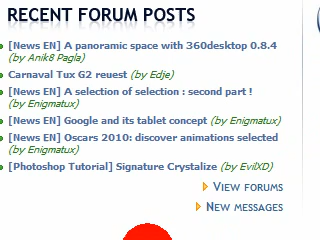 RECENT FORUM POSTS
[News EN] A panoramic space with 360desktop 0.8.4
(by Anik8 Pagla)
Carnaval Tux G2 reuest (by Edje)
[News EN] A selection of selection : second part !
(by Enigmatux)
[News EN] Google and its tablet concept (by Enigmatux)
[News EN] Oscars 2010: discover animations selected
(by Enigmatux)
[Photoshop Tutorial] Signature Crystalize (by EvilXD)
VIEW FORUMS
NEW MESSAGES